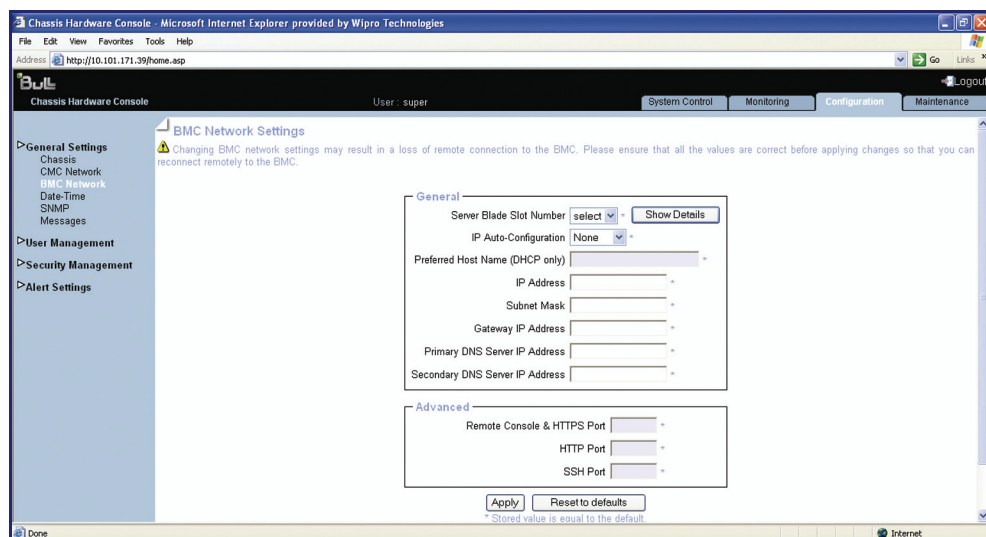 Chassis Hardware Console - Microsoft Internet Explorer provided by Wipro Technologies
File Edit View Favorites Tools Help
Address http://10.101.171.39/home.asp Go Links »
Bull
Logout
Chassis Hardware Console User : super System Control Monitoring Configuration Maintenance
General Settings
Chassis
CMC Network
BMC Network
Date-Time
SNMP
Messages
User Management
Security Management
Alert Settings
BMC Network Settings
Changing BMC network settings may result in a loss of remote connection to the BMC. Please ensure that all the values are correct before applying changes so that you can
reconnect remotely to the BMC.
General
Server Blade Slot Number select * Show Details
IP Auto-Configuration None *
Preferred Host Name (DHCP only) *
IP Address *
Subnet Mask *
Gateway IP Address *
Primary DNS Server IP Address *
Secondary DNS Server IP Address *
Advanced
Remote Console & HTTPS Port *
HTTP Port *
SSH Port *
Apply Reset to defaults
* Stored value is equal to the default.
Done Internet